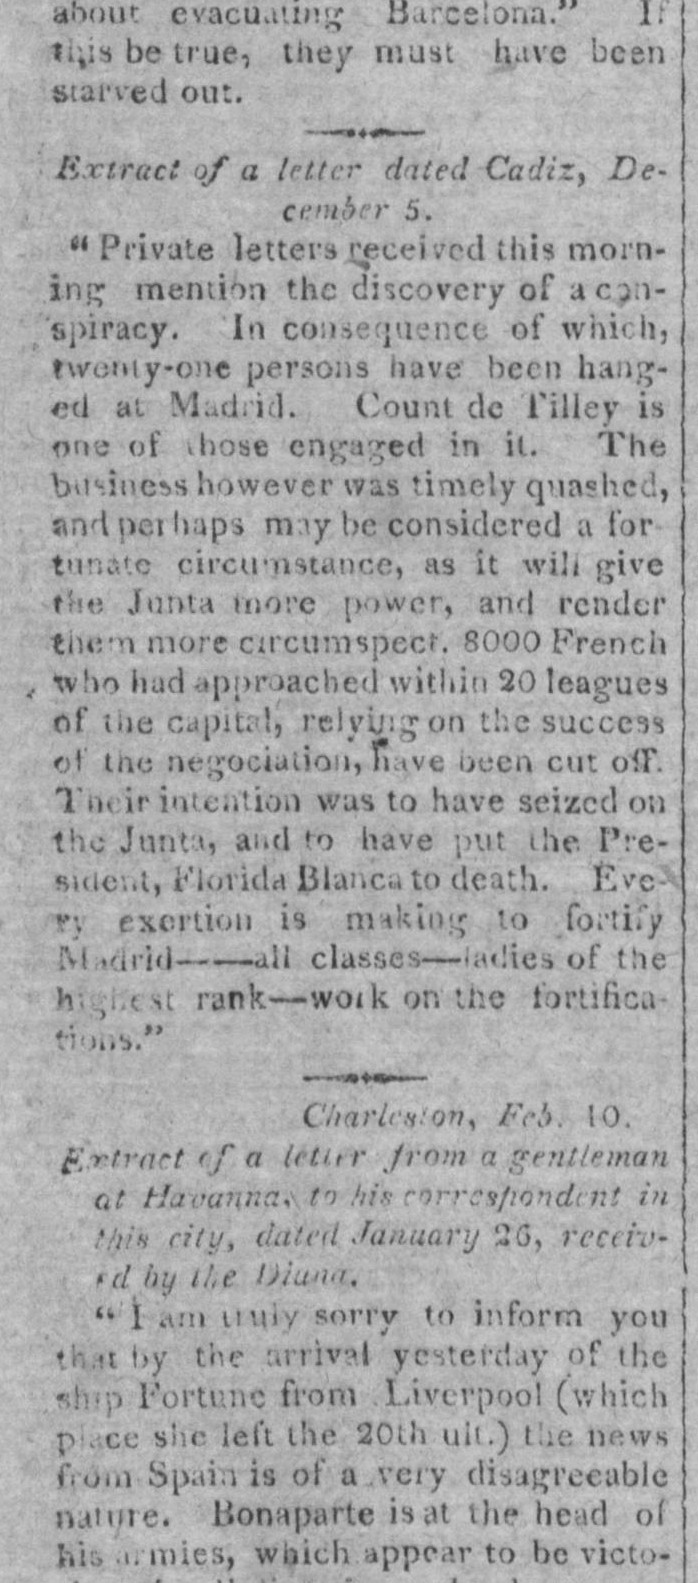 about evacuating Barcelona." If
this be true, they must have been
starved out.
Extract of a letter dated Cadiz, De-
cember 5.
"Private letters received this morn-
ing mention the discovery of a con-
spiracy. In consequence of which,
twenty-one persons have been hang-
ed at Madrid. Count de Tilley is
one of those engaged in it. The
business however was timely quashed,
and perhaps may be considered a for
tunate circumstance, as it will give
the Junta more power, and render
them more circumspect. 8000 French
who had approached within 20 leagues
of the capital, relying on the success
of the negociation, have been cut off.
Their intention was to have seized on
the Junta, and to have put the Pre-
sident, Florida Blanca to death. Eve-
ry exertion is making to fortify
Madrid———all classes—ladies of the
highest rank—work on the fortifica-
tions."
Charleston, Feb. 10.
Extract of a letter from a gentleman
at Havanna, to his correspondent in
this city, dated January 26, receiv-
ed by the Diana.
"I am truly sorry to inform you
that by the arrival yesterday of the
ship Fortune from Liverpool (which
place she left the 20th ult.) the news
from Spain is of a very disagreeable
nature. Bonaparte is at the head of
his armies, which appear to be victo-